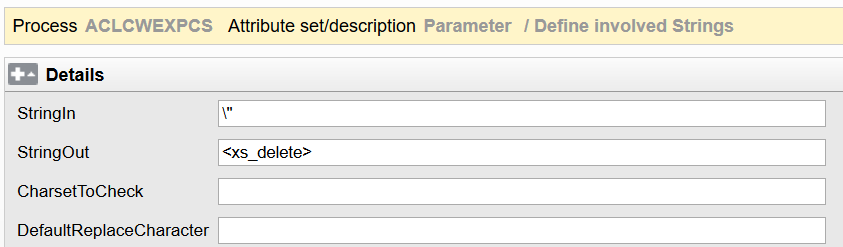 Process ACLCWEXPCS Attribute set/description Parameter / Define involved Strings
Details
StringIn \"
StringOut <xs_delete>
CharsetToCheck
DefaultReplaceCharacter